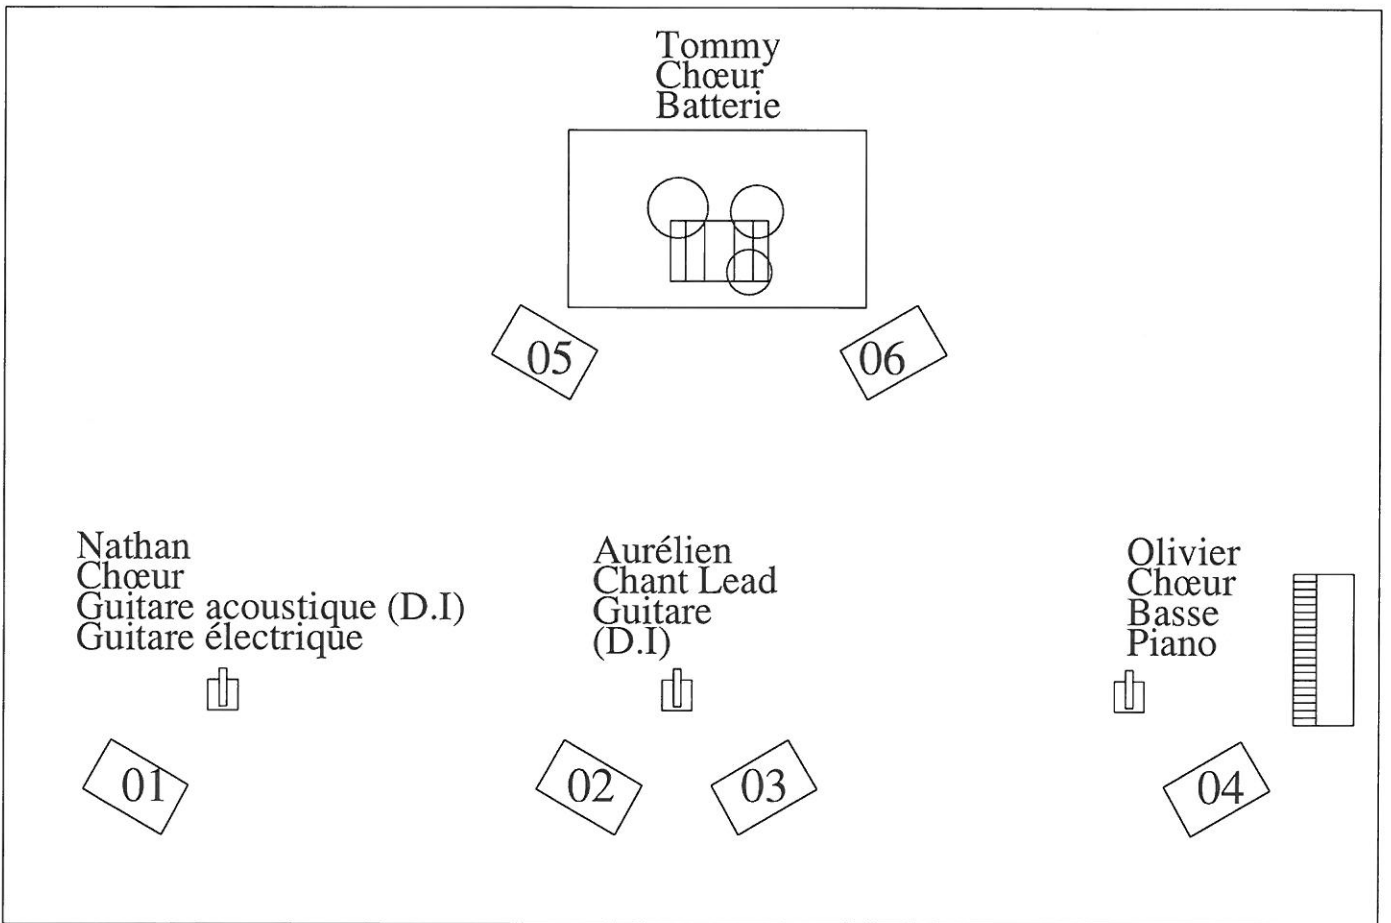 Tommy
Chœur
Batterie
05
06
Nathan
Chœur
Guitare acoustique (D.I)
Guitare électrique
Aurélien
Chant Lead
Guitare
(D.I)
Olivier
Chœur
Basse
Piano
01
02
03
04